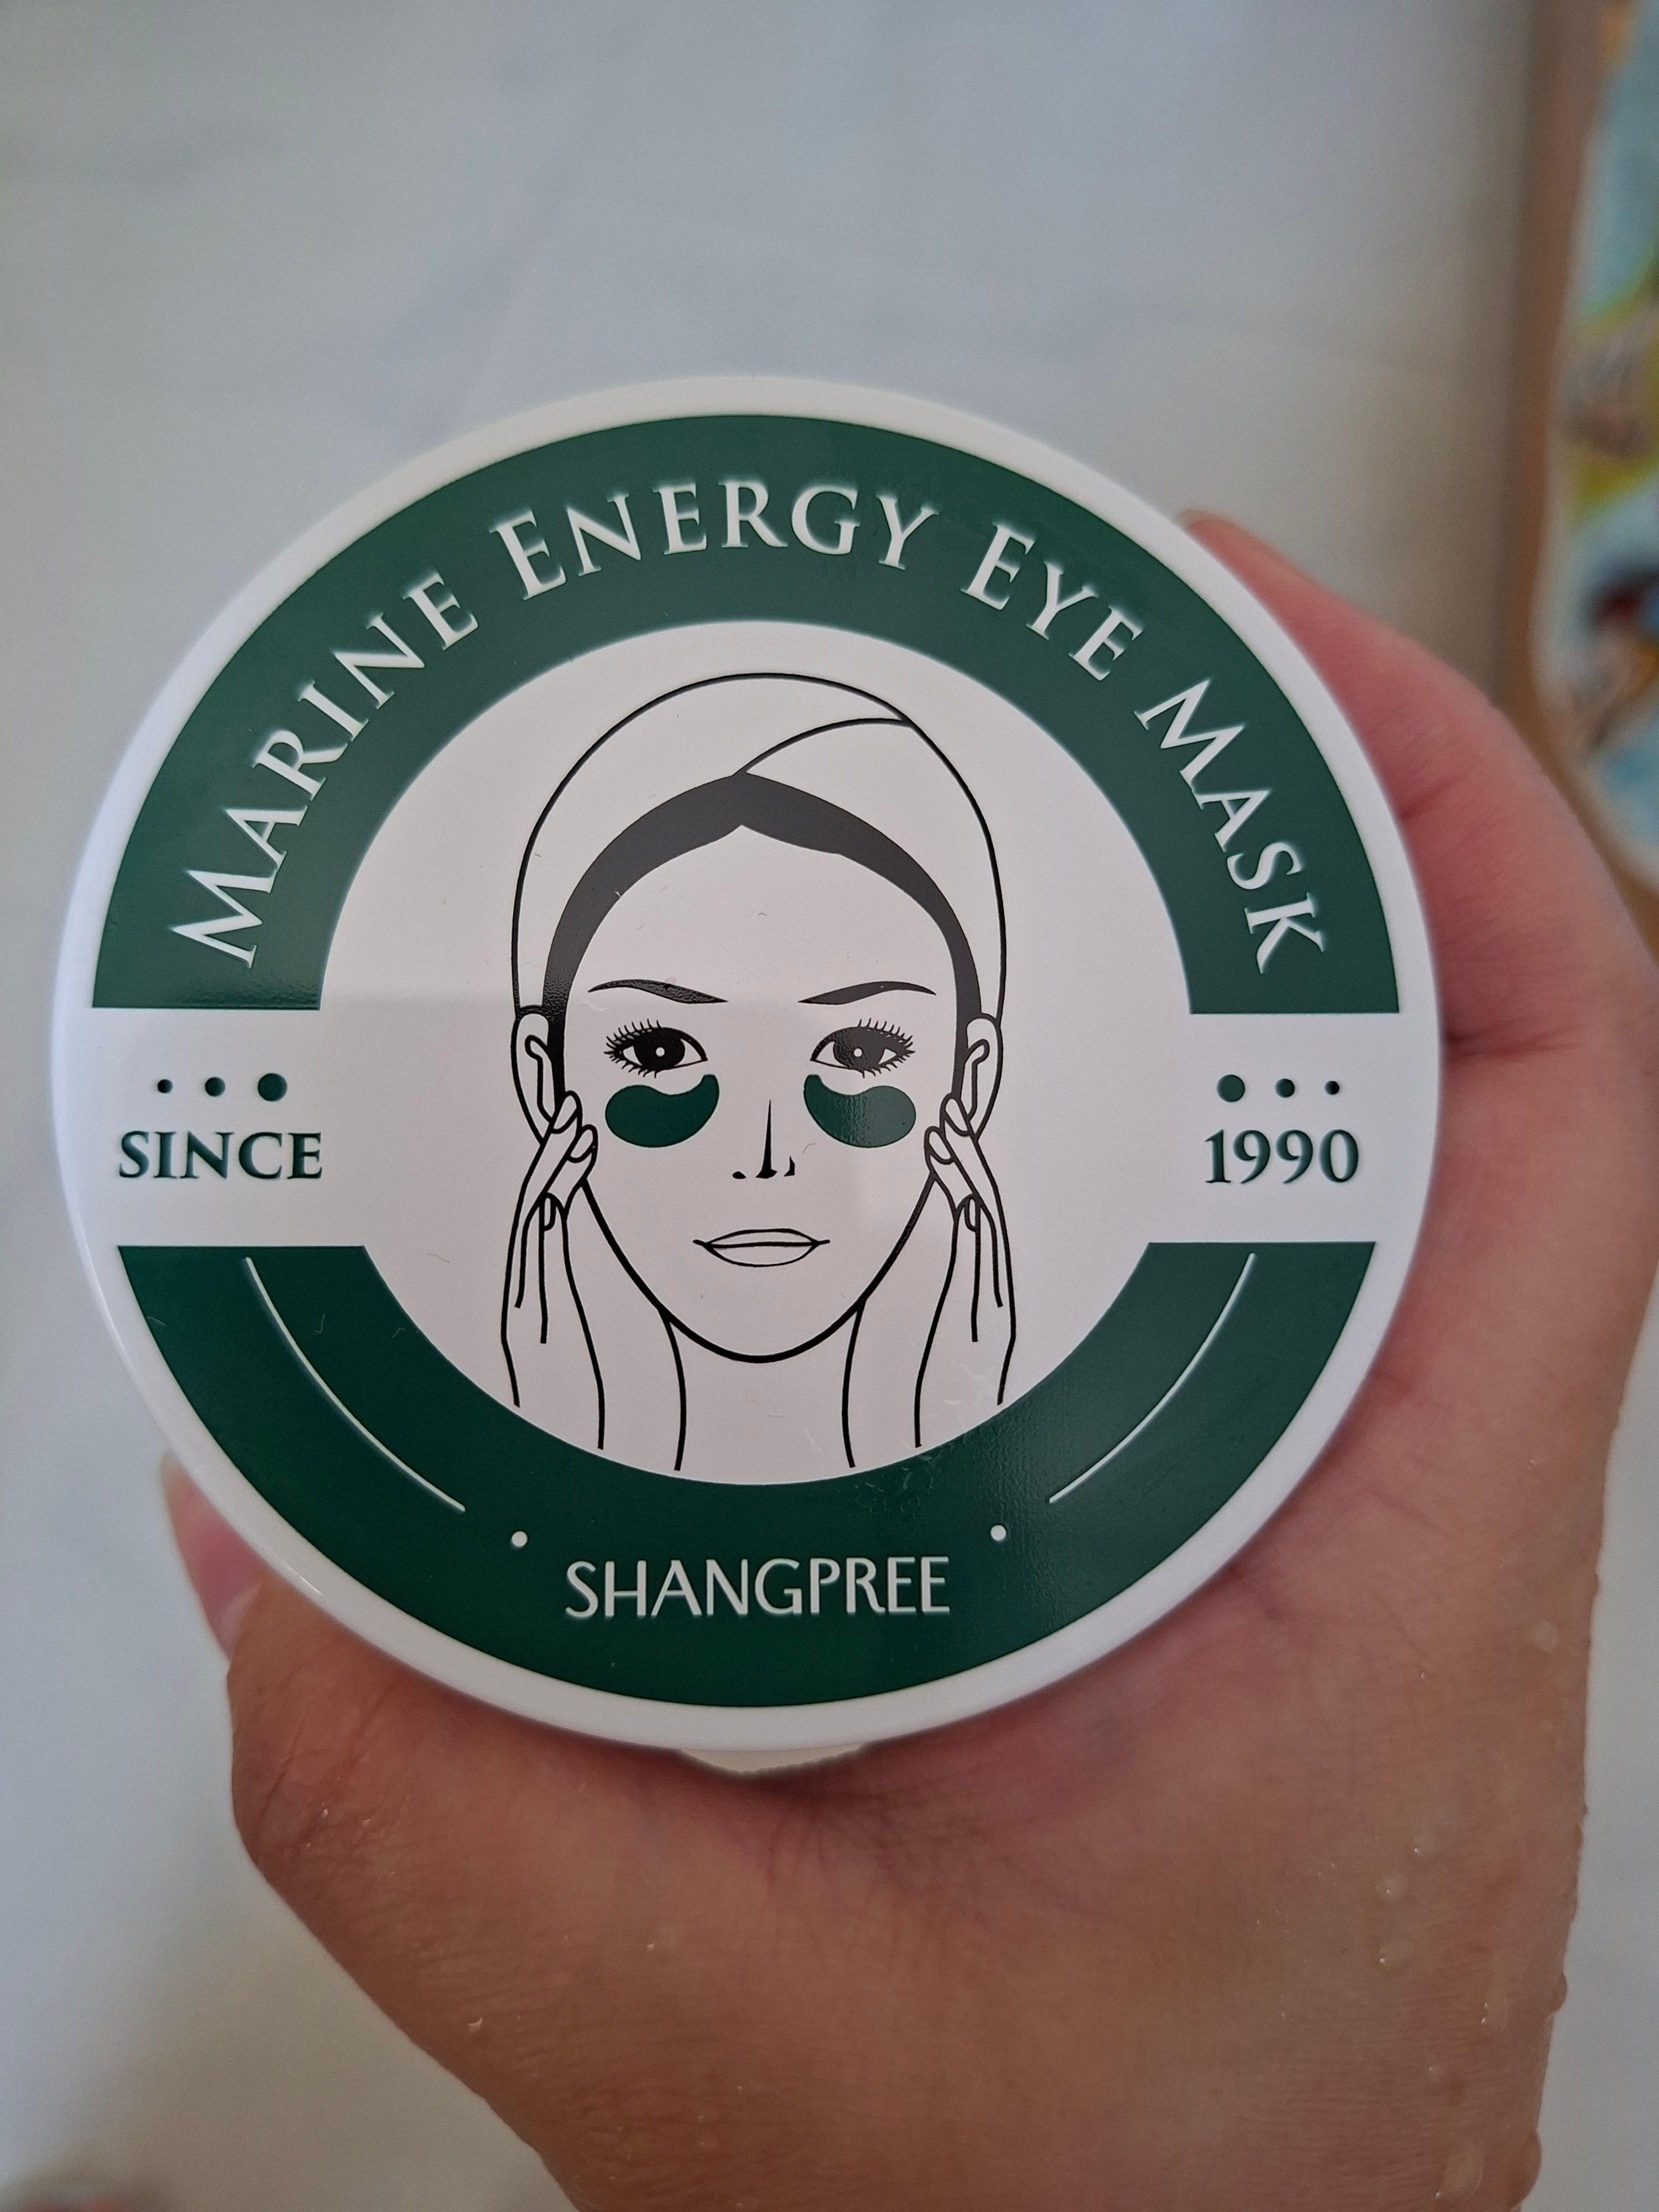 MARINE ENERGY EYE MASK
SINCE
1990
SHANGPREE